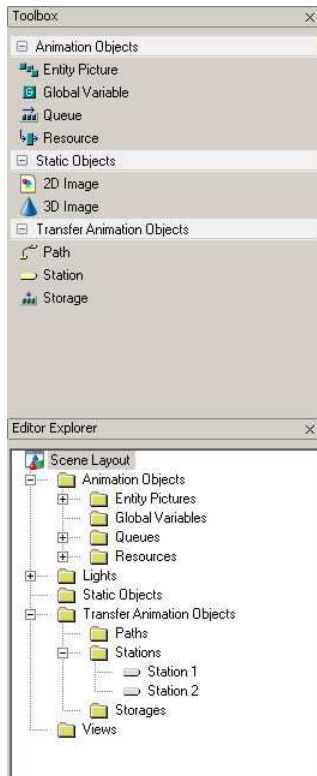 Toolbox
Animation Objects
Entity Picture
Global Variable
Queue
Resource
Static Objects
2D Image
3D Image
Transfer Animation Objects
Path
Station
Storage
Editor Explorer
Scene Layout
Animation Objects
Entity Pictures
Global Variables
Queues
Resources
Lights
Static Objects
Transfer Animation Objects
Paths
Stations
Station 1
Station 2
Storages
Views